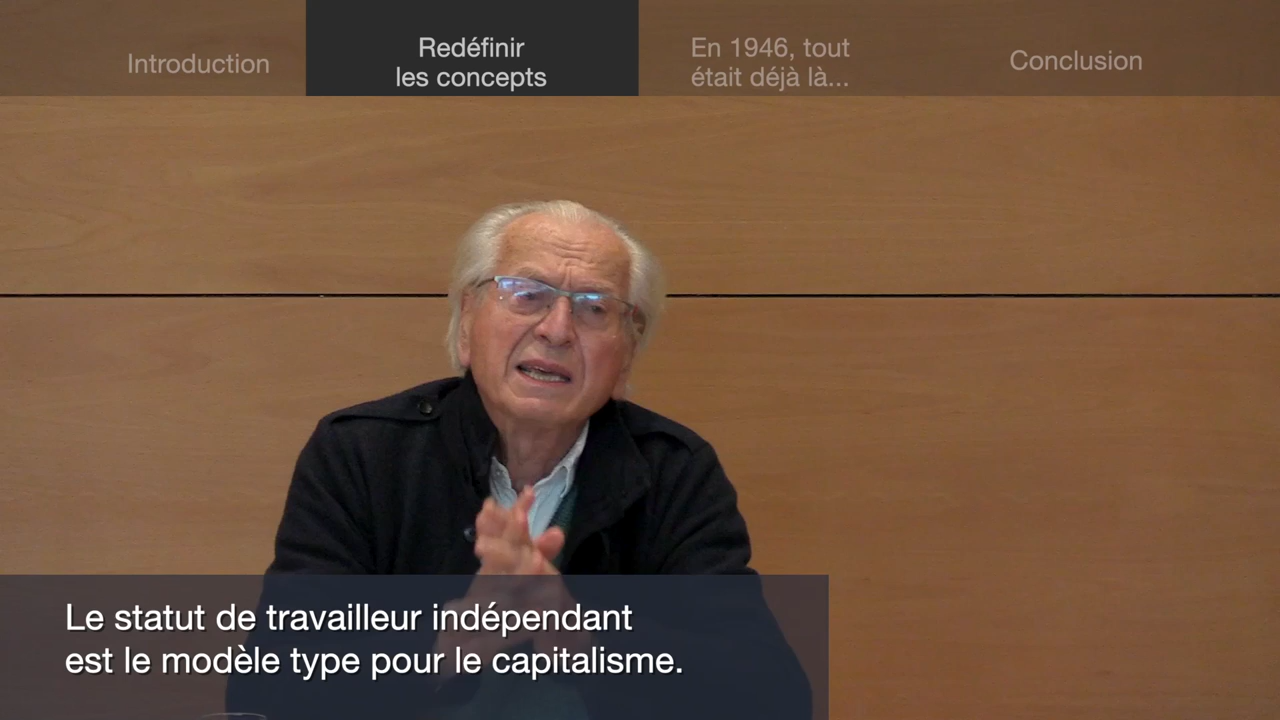 Introduction
Redéfinir
les concepts
En 1946, tout
était déjà là...
Conclusion
Le statut de travailleur indépendant
est le modèle type pour le capitalisme.